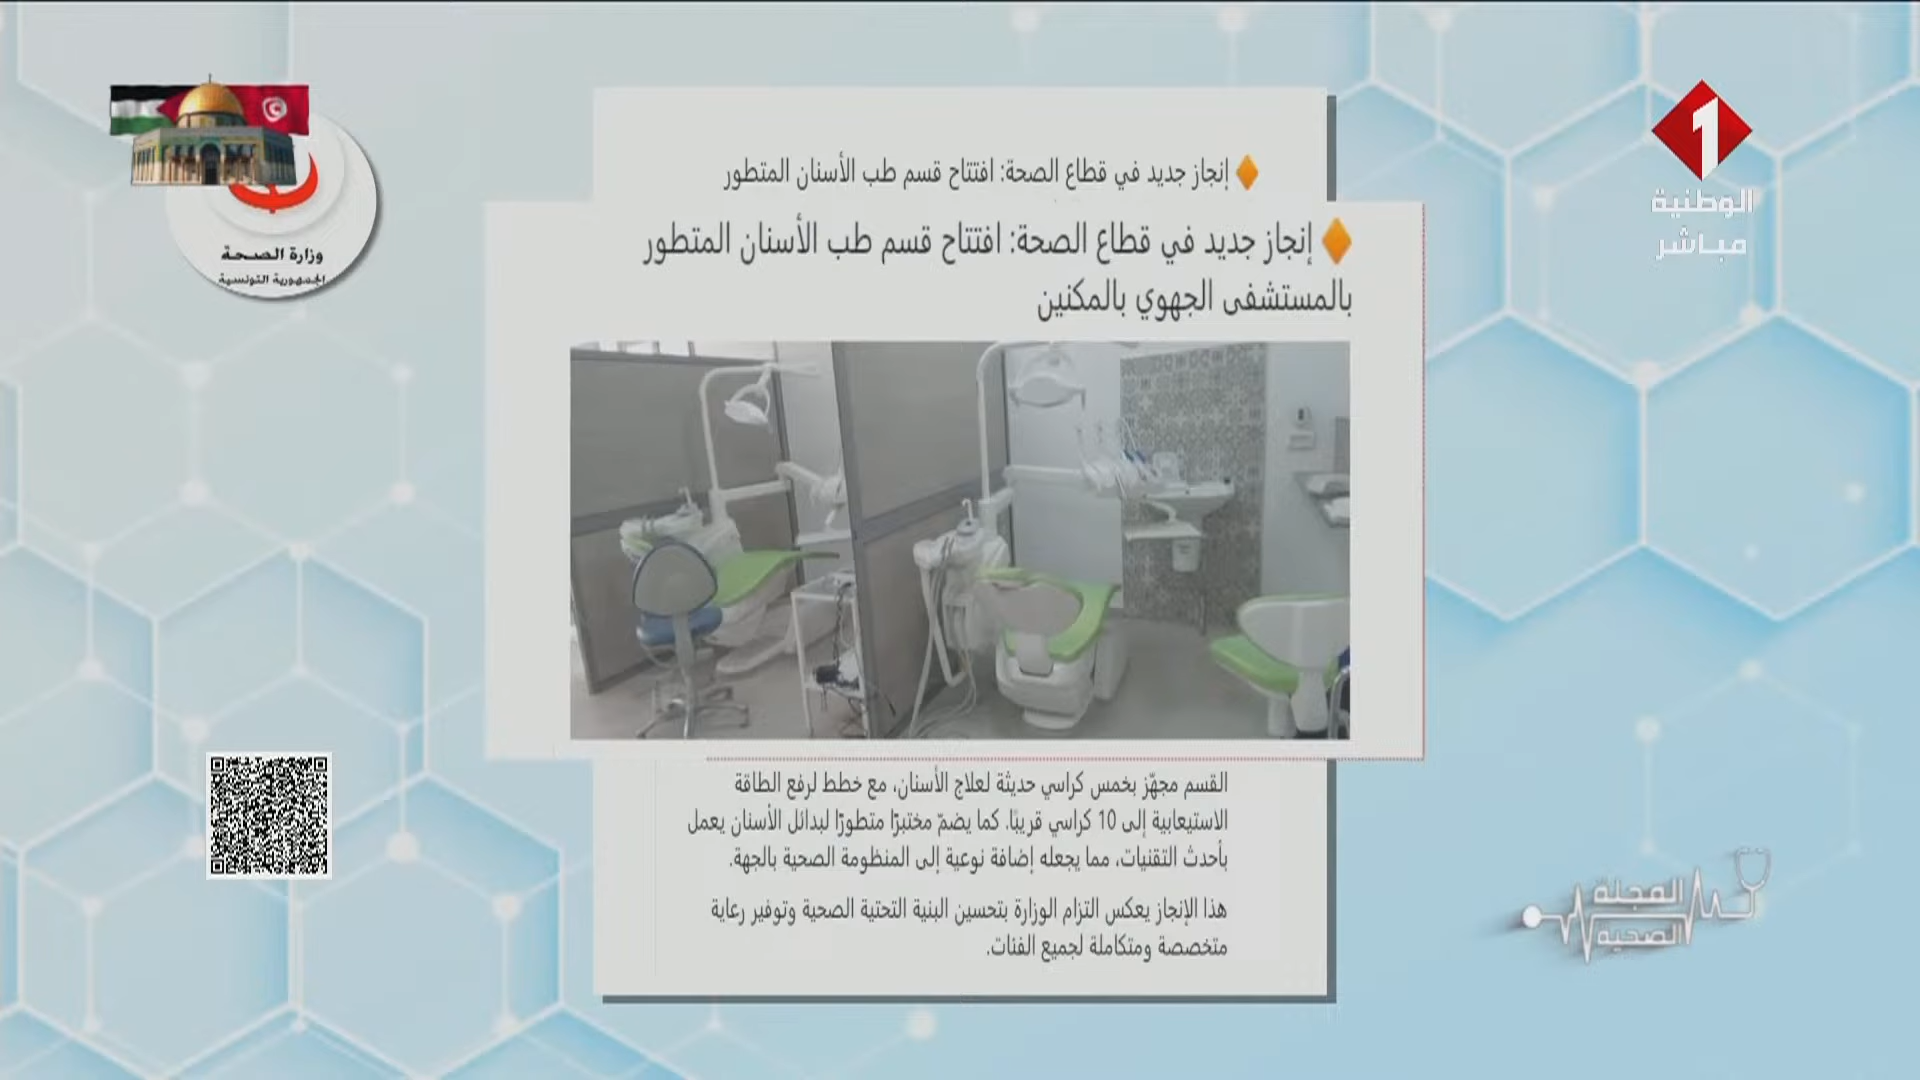 إنجاز جديد في قطاع الصحة: افتتاح قسم طب الأسنان المتطور
إنجاز جديد في قطاع الصحة: افتتاح قسم طب الأسنان المتطور
بالمستشفى الجهوي بالمكنين
القسم مجهّز بخمس كراسي حديثة لعلاج الأسنان، مع خطط لرفع الطاقة
الاستيعابية إلى 10 كراسي قريبًا. كما يضمّ مختبرًا متطورًا لبدائل الأسنان يعمل
بأحدث التقنيات، مما يجعله إضافة نوعية إلى المنظومة الصحية بالجهة.
هذا الإنجاز يعكس التزام الوزارة بتحسين البنية التحتية الصحية وتوفير رعاية
متخصصة ومتكاملة لجميع الفئات.
وزارة الصحة
الجمهورية التونسية
1
الوطنية
مباشر
المجلة
الصحية